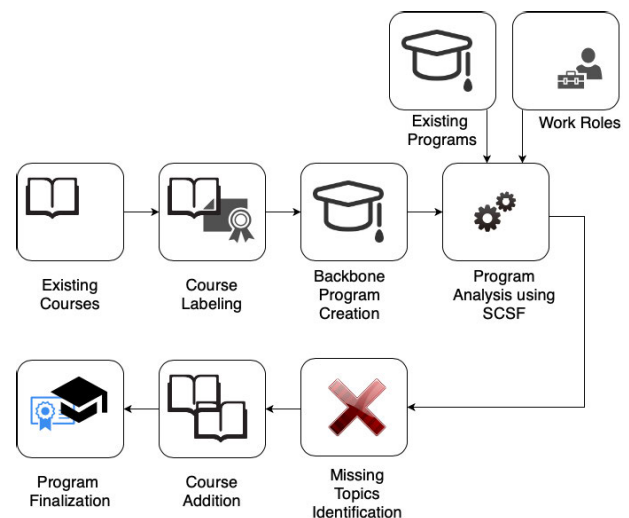 Existing
Programs
Work Roles
Existing
Courses
Course
Labeling
Backbone
Program
Creation
Program
Analysis using
SCSF
Program
Finalization
Course
Addition
Missing
Topics
Identification